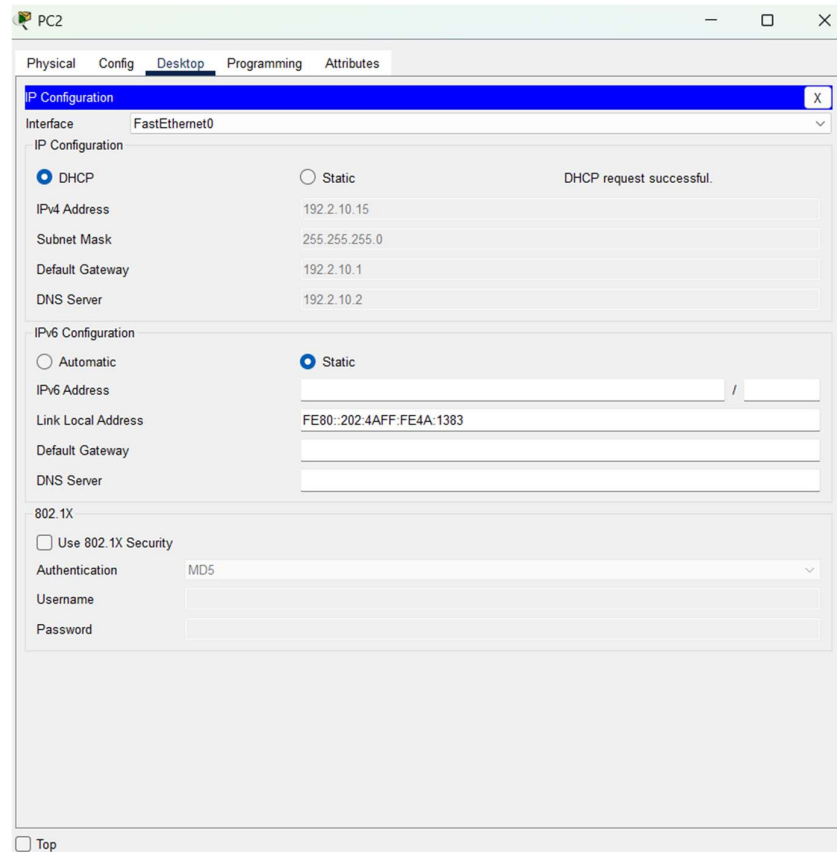 PC2
Physical Config Desktop Programming Attributes
IP Configuration X
Interface FastEthernet0
IP Configuration
DHCP Static DHCP request successful.
IPv4 Address 192.2.10.15
Subnet Mask 255.255.255.0
Default Gateway 192.2.10.1
DNS Server 192.2.10.2
IPv6 Configuration
Automatic Static
IPv6 Address /
Link Local Address FE80::202:4AFF:FE4A:1383
Default Gateway
DNS Server
802.1X
Use 802.1X Security
Authentication MD5
Username
Password
Top